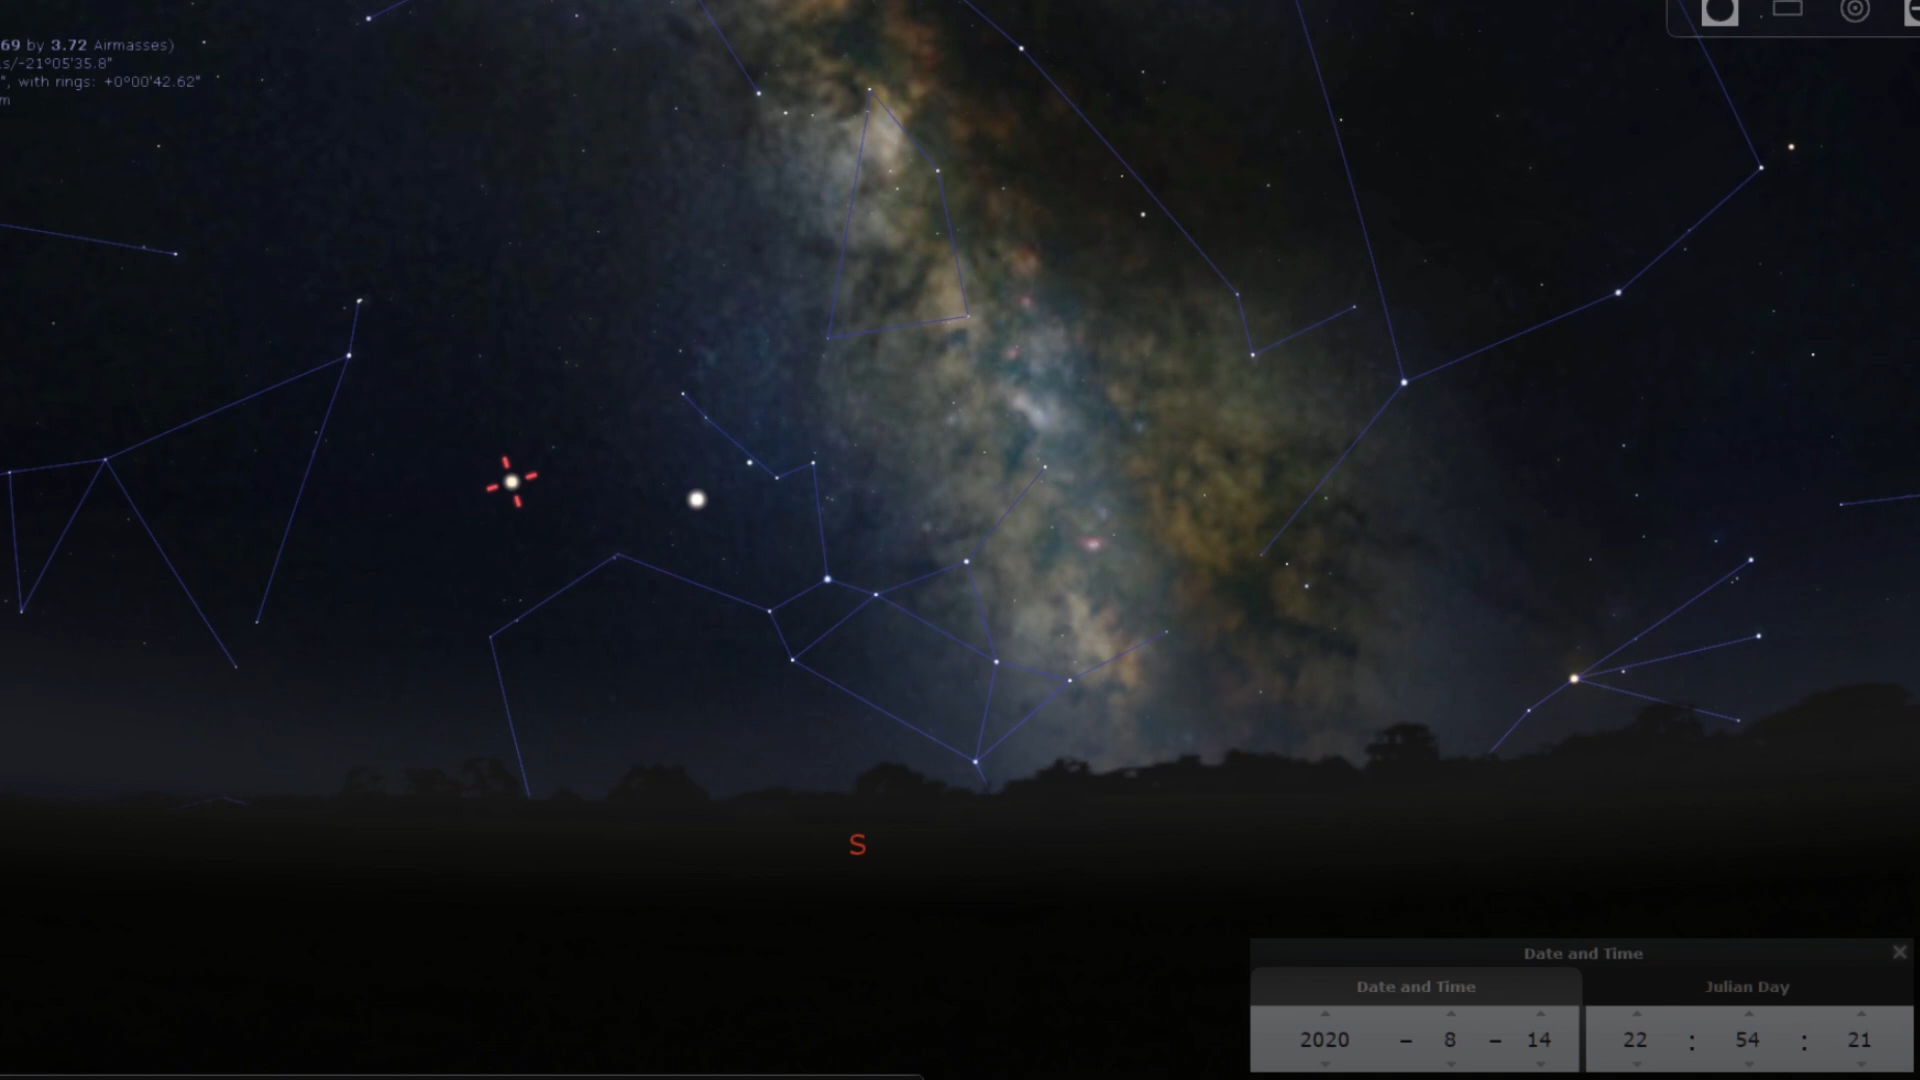 69 by 3.72 Airmasses)
s/-21°05'35.8"
", with rings: +0°00'42.62"
m
S
Date and Time
Date and Time
Julian Day
2020 - 8 - 14
22 : 54 : 21